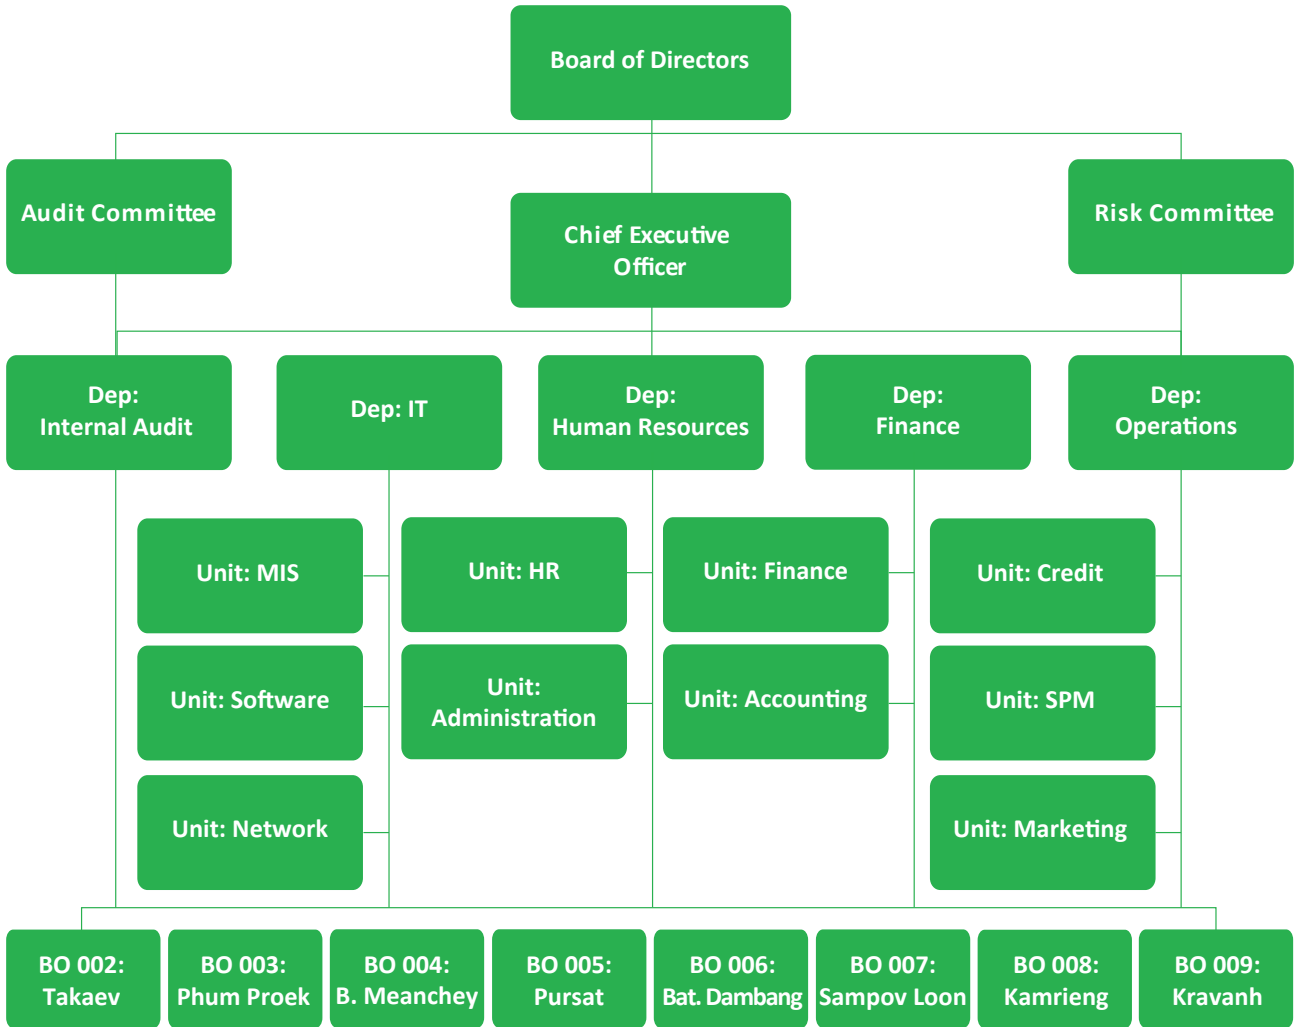 Board of Directors
Audit Committee
Chief Executive
Officer
Risk Committee
Dep:
Internal Audit
Dep: IT
Dep:
Human Resources
Dep:
Finance
Dep:
Operations
Unit: MIS
Unit: HR
Unit: Finance
Unit: Credit
Unit: Software
Unit:
Administration
Unit: Accounting
Unit: SPM
Unit: Network
Unit: Marketing
BO 002:
Takaev
BO 003:
Phum Proek
BO 004:
B. Meanchey
BO 005:
Pursat
BO 006:
Bat. Dambang
BO 007:
Sampov Loon
BO 008:
Kamrieng
BO 009:
Kravanh